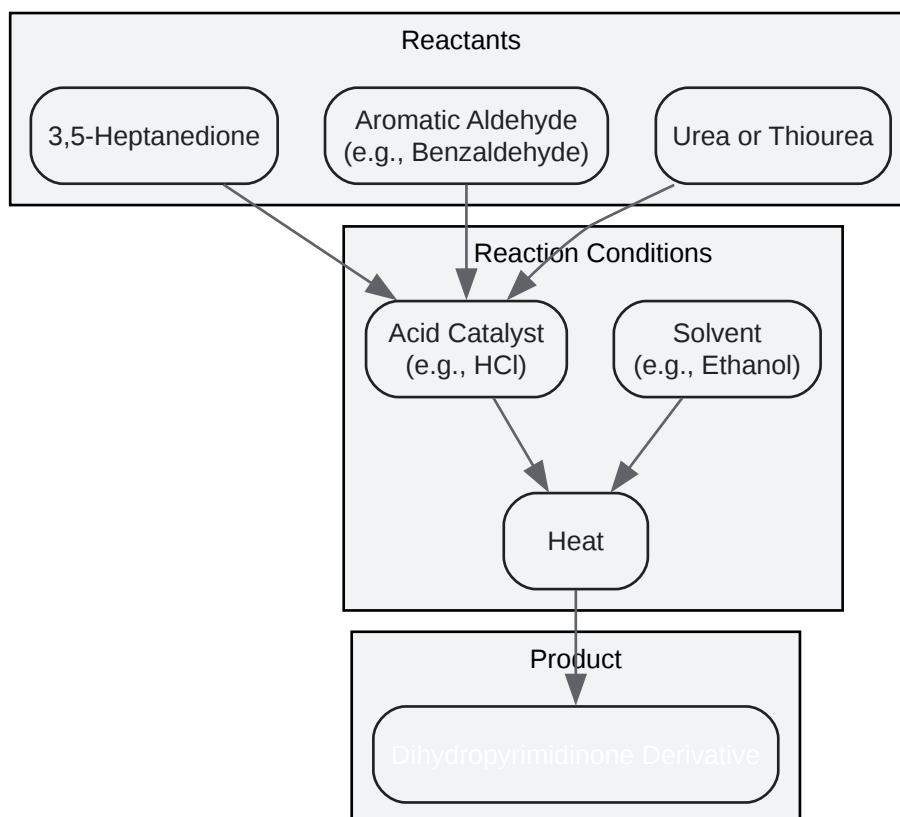 Reactants
3,5-Heptanedione
Aromatic Aldehyde
(e.g., Benzaldehyde)
Urea or Thiourea
Reaction Conditions
Acid Catalyst
(e.g., HCl)
Solvent
(e.g., Ethanol)
Heat
Product
Dihydropyrimidinone Derivative